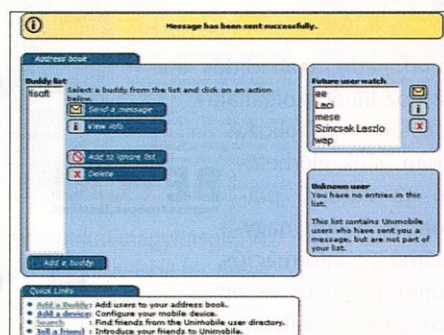 Message has been sent successfully.
Address book
Buddy list
tisoft
Select a buddy from the list and click on an action
below.
Send a message
View info
Add to ignore list
Delete
Add a buddy
Future user watch
ee
Laci
mese
Szincsak Laszlo
wap
Unknown user
You have no entries in this
list.
This list contains Unimobile
users who have sent you a
message, but are not part of
your list.
Quick Links
Add a Buddy: Add users to your address book.
Add a device: Configure your mobile device.
Search : Find friends from the Unimobile user directory.
Tell a friend : Introduce your friends to Unimobile.